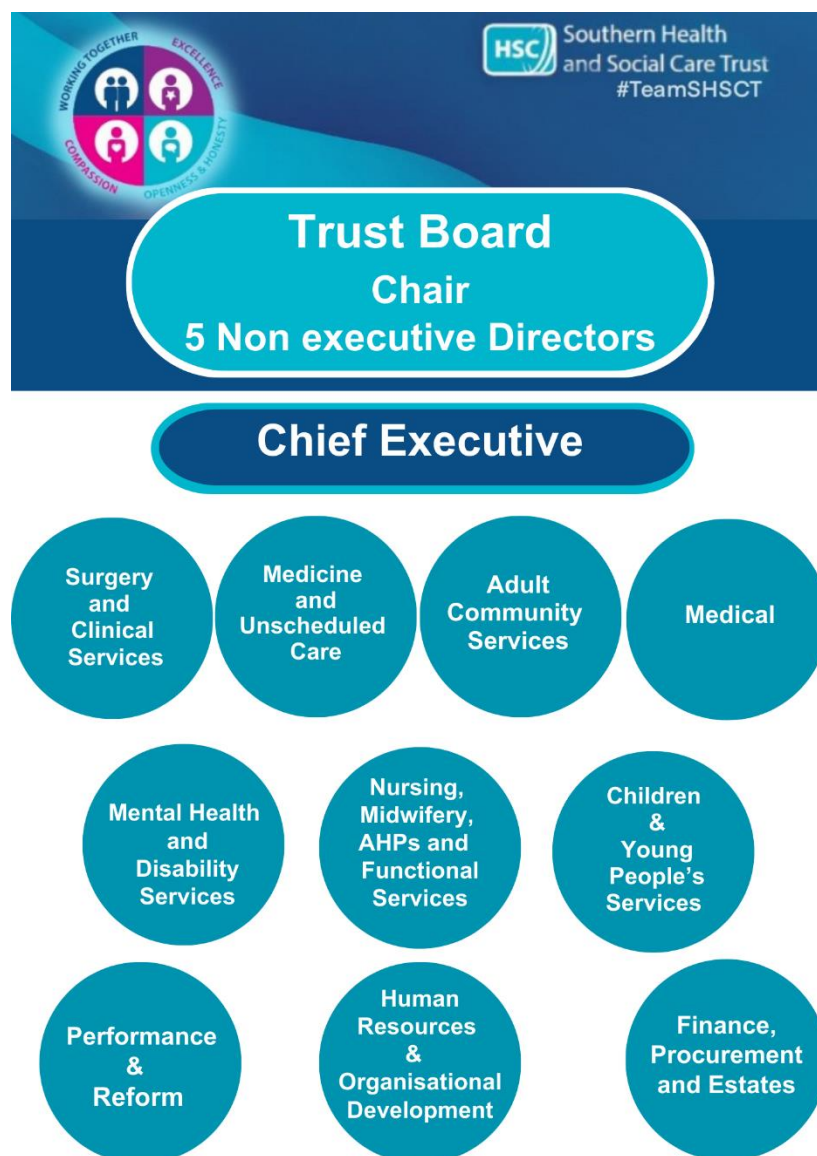 WORKING TOGETHER
EXCELLENCE
COMPASSION
OPENNESS & HONESTY
HSC
Southern Health
and Social Care Trust
#TeamSHSCT
Trust Board
Chair
5 Non executive Directors
Chief Executive
Surgery
and
Clinical
Services
Medicine
and
Unscheduled
Care
Adult
Community
Services
Medical
Mental Health
and
Disability
Services
Nursing,
Midwifery,
AHPs and
Functional
Services
Children
&
Young
People’s
Services
Performance
&
Reform
Human
Resources
&
Organisational
Development
Finance,
Procurement
and Estates